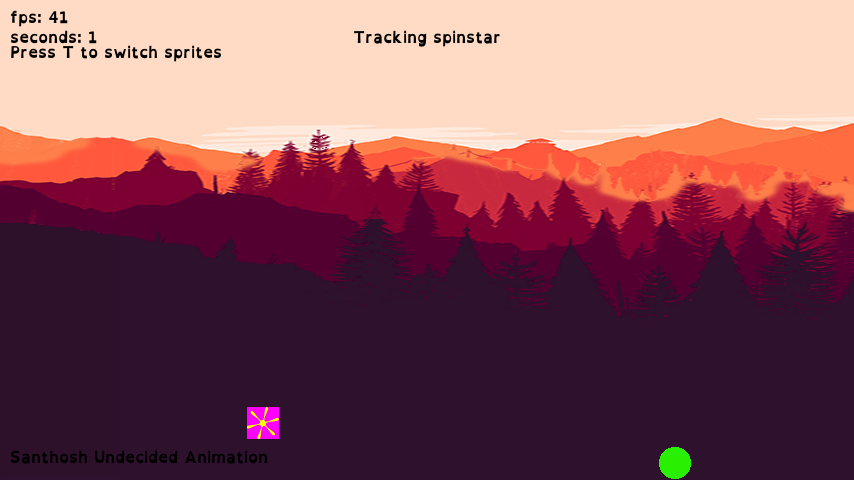 fps: 41
seconds: 1
Press T to switch sprites
Tracking spinstar
Santhosh Undecided Animation